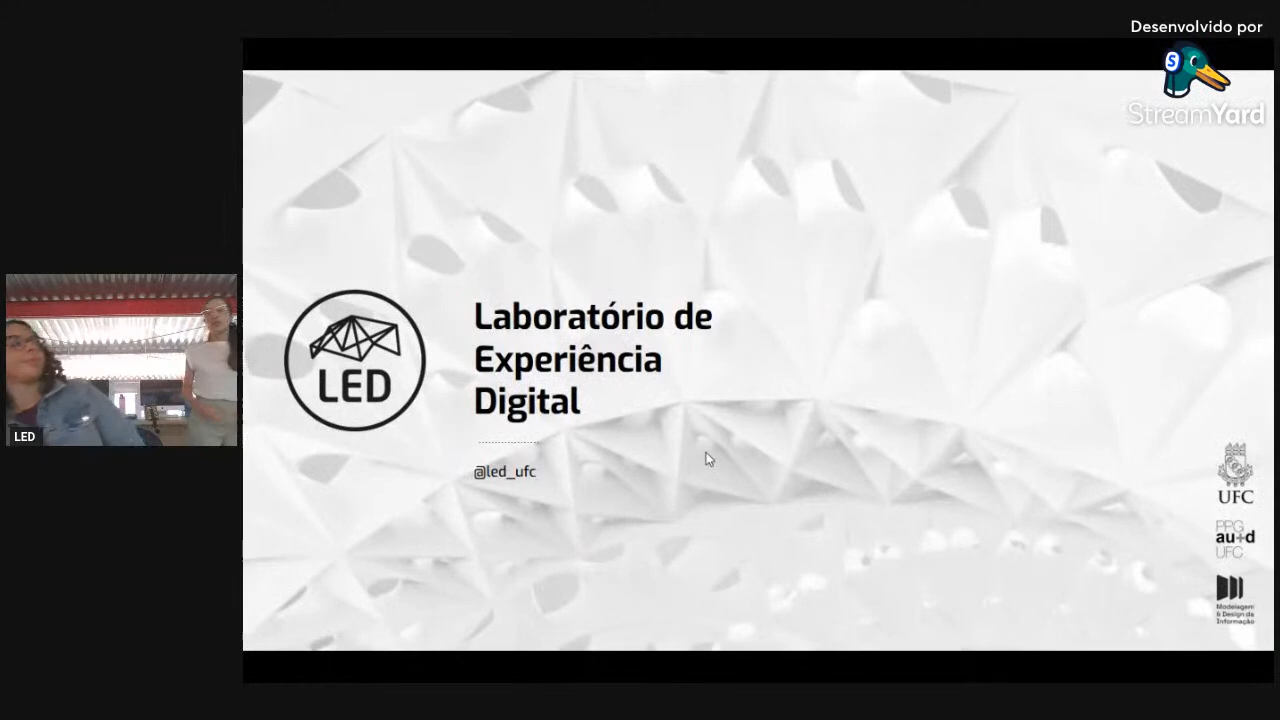 Desenvolvido por
StreamYard
LED
LED
Laboratório de
Experiência
Digital
@led_ufc
UFC
PPG
au+d
UFC
Modelagem
& Design da
Informação